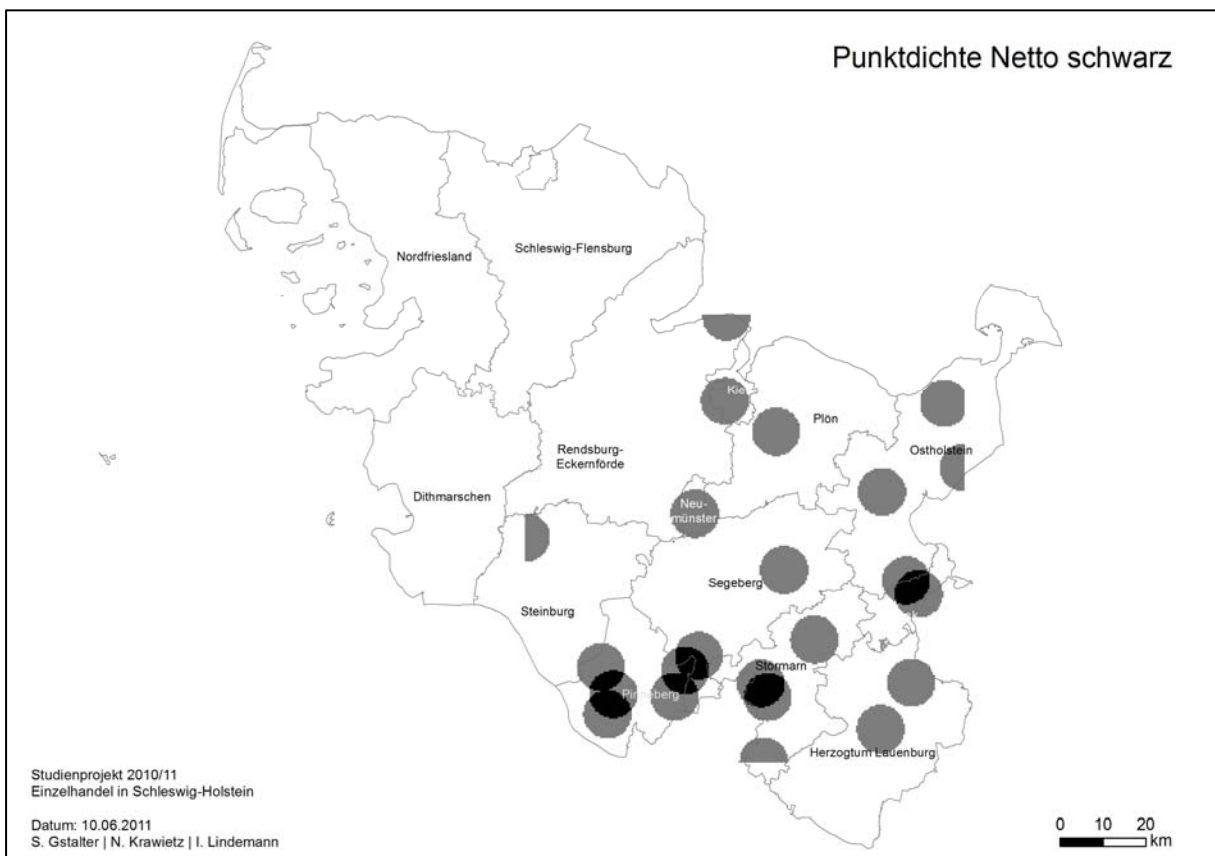 Punktdichte Netto schwarz
Nordfriesland
Schleswig-Flensburg
Kiel
Plön
Ostholstein
Rendsburg-
Eckernförde
Dithmarschen
Neu-
münster
Segeberg
Steinburg
Stormarn
Pinneberg
Herzogtum Lauenburg
Studienprojekt 2010/11
Einzelhandel in Schleswig-Holstein
Datum: 10.06.2011
S. Gstalter | N. Krawietz | I. Lindemann
0 10 20
km